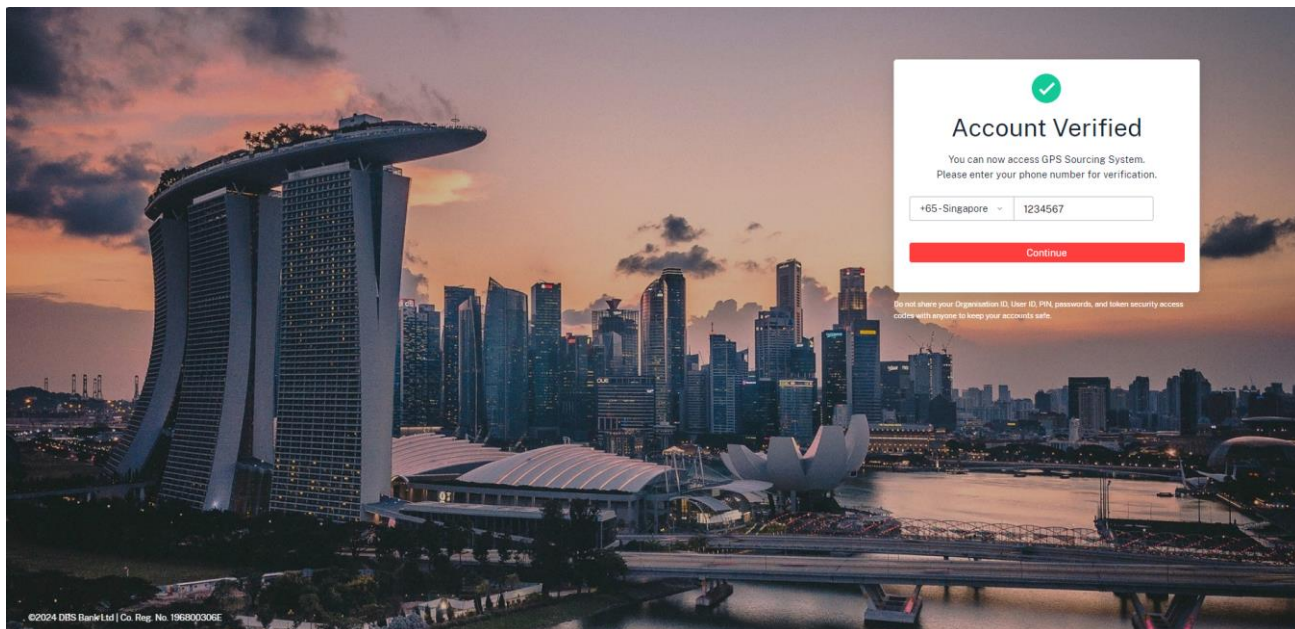 Account Verified
You can now access GPS Sourcing System.
Please enter your phone number for verification.
+65-Singapore
1234567
Continue
Do not share your Organisation ID, User ID, PIN, passwords, and token security access
codes with anyone to keep your accounts safe.
OUE
©2024 DBS Bank Ltd | Co. Reg. No. 196800306E